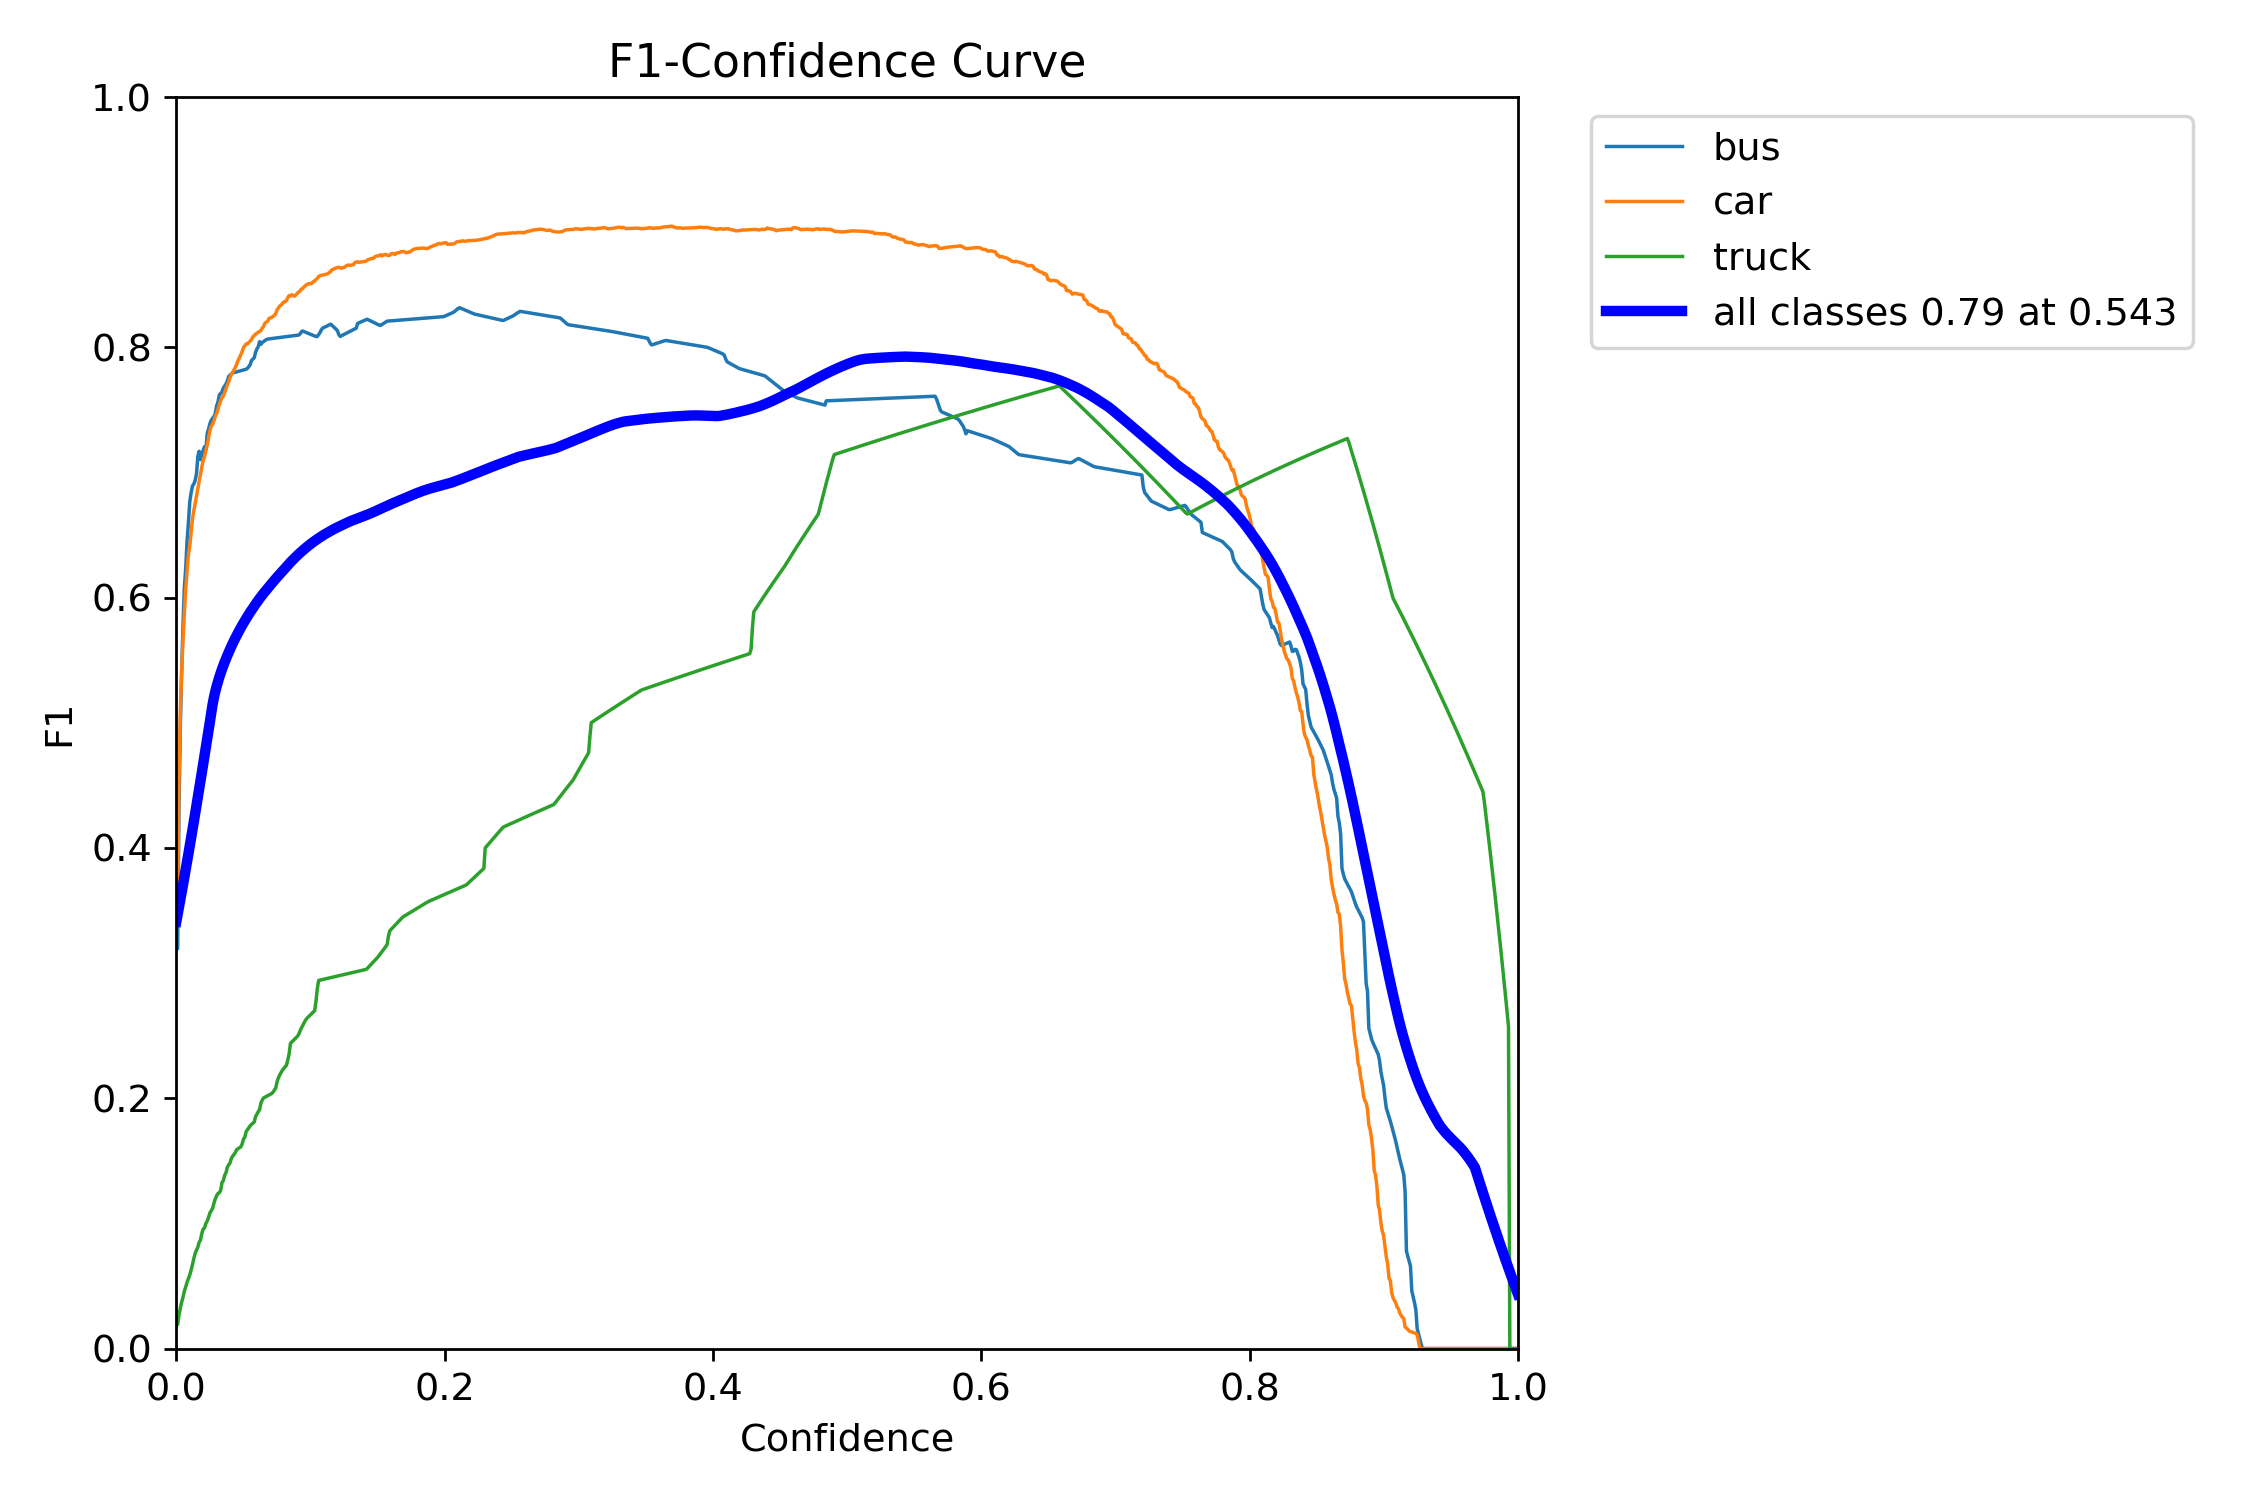 F1-Confidence Curve
1.0
0.8
0.6
0.4
0.2
0.0
F1
0.0 0.2 0.4 0.6 0.8 1.0
Confidence
bus
car
truck
all classes 0.79 at 0.543